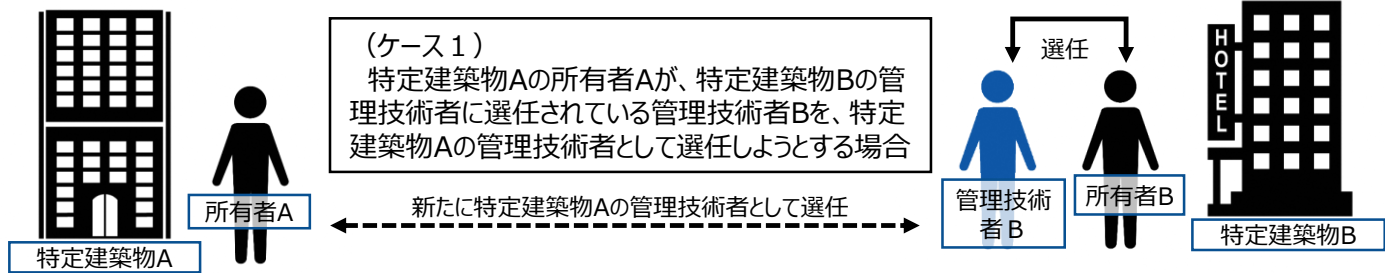 （ケース１）
特定建築物Aの所有者Aが、特定建築物Bの管
理技術者に選任されている管理技術者Bを、特定
建築物Aの管理技術者として選任しようとする場合
選任
HOTEL
所有者A
新たに特定建築物Aの管理技術者として選任
管理技術
者Ｂ
所有者B
特定建築物A
特定建築物B